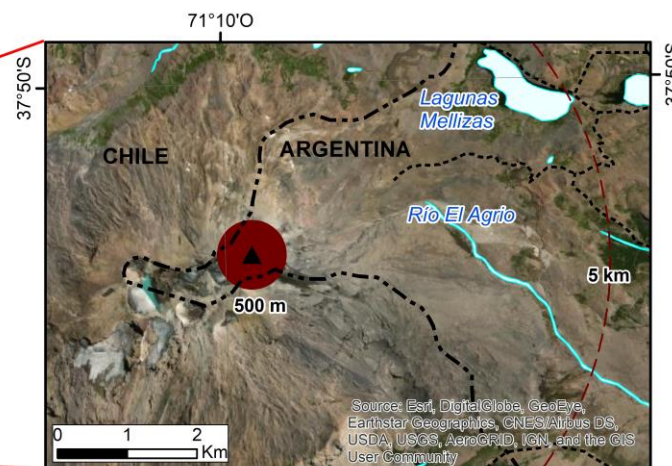 71°10'O
37°50'S
37°50'S
Lagunas
Mellizas
CHILE
ARGENTINA
Río El Agrio
5 km
500 m
Source: Esri, DigitalGlobe, GeoEye,
Earthstar Geographics, CNES/Airbus DS,
USDA, USGS, AeroGRID, IGN, and the GIS
User Community
0 1 2
Km